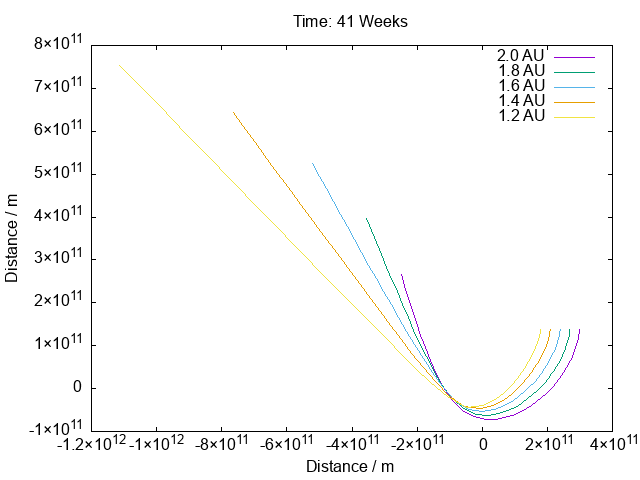 Time: 41 Weeks
8×10¹¹
7×10¹¹
6×10¹¹
5×10¹¹
4×10¹¹
3×10¹¹
2×10¹¹
1×10¹¹
0
-1×10¹¹
Distance / m
2.0 AU
1.8 AU
1.6 AU
1.4 AU
1.2 AU
-1.2×10¹² -1×10¹² -8×10¹¹ -6×10¹¹ -4×10¹¹ -2×10¹¹ 0 2×10¹¹ 4×10¹¹
Distance / m